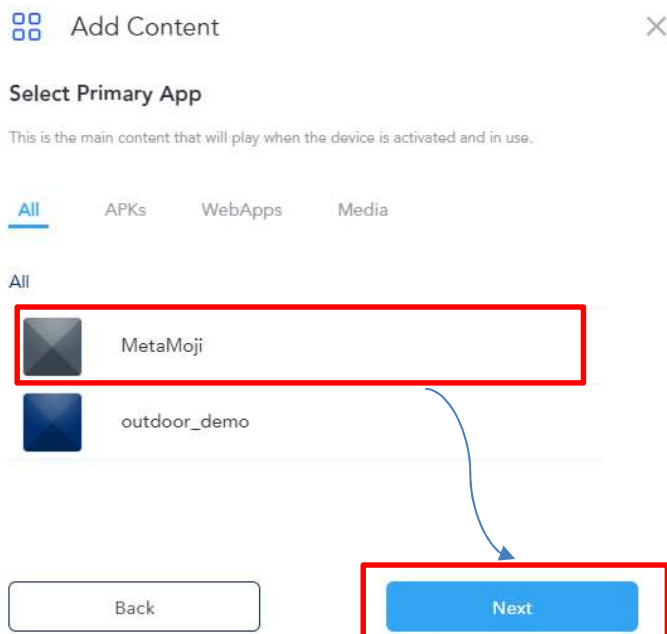 Add Content
Select Primary App
This is the main content that will play when the device is activated and in use.
All APKs WebApps Media
All
MetaMoji
outdoor_demo
Back Next